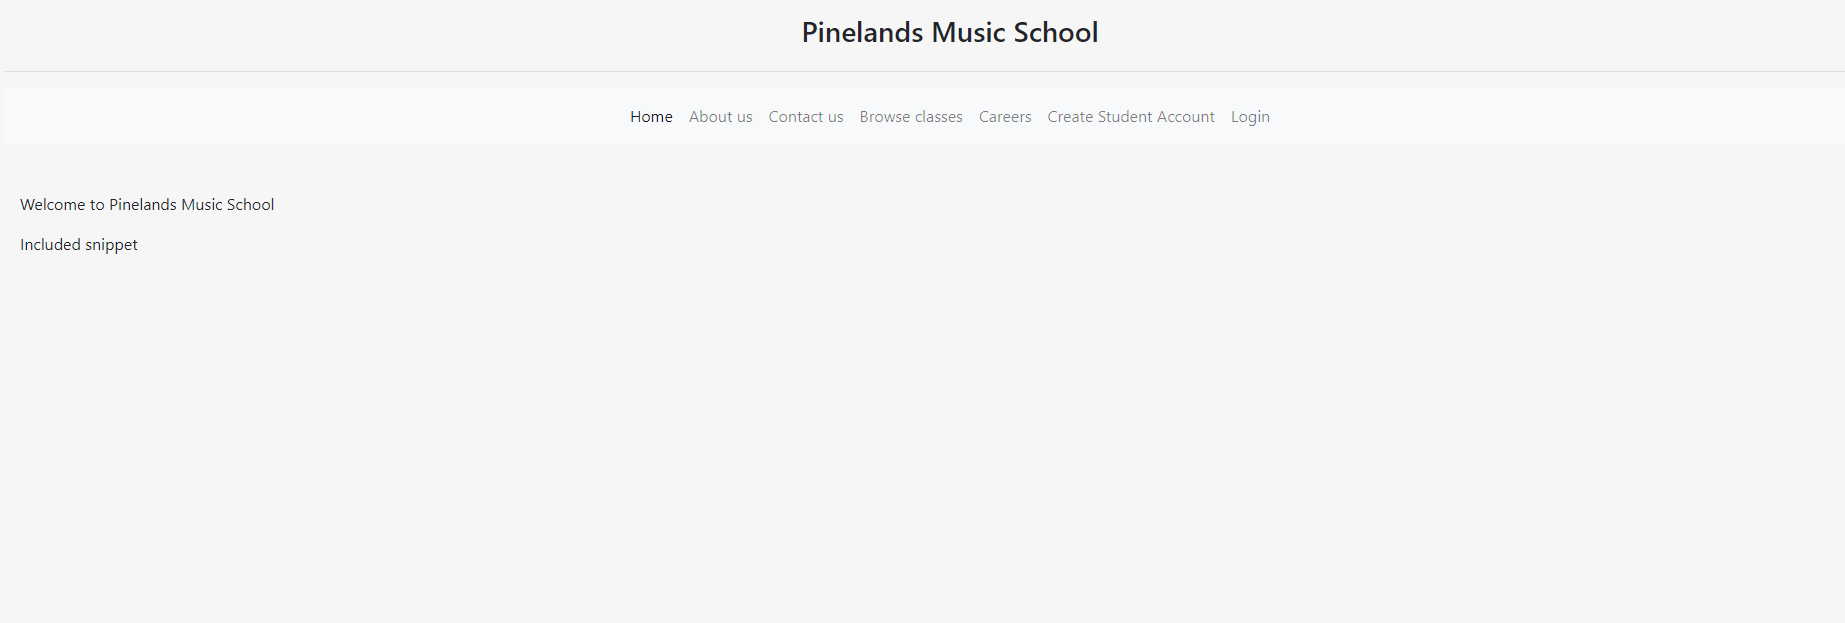 Pinelands Music School
Home About us Contact us Browse classes Careers Create Student Account Login
Welcome to Pinelands Music School
Included snippet